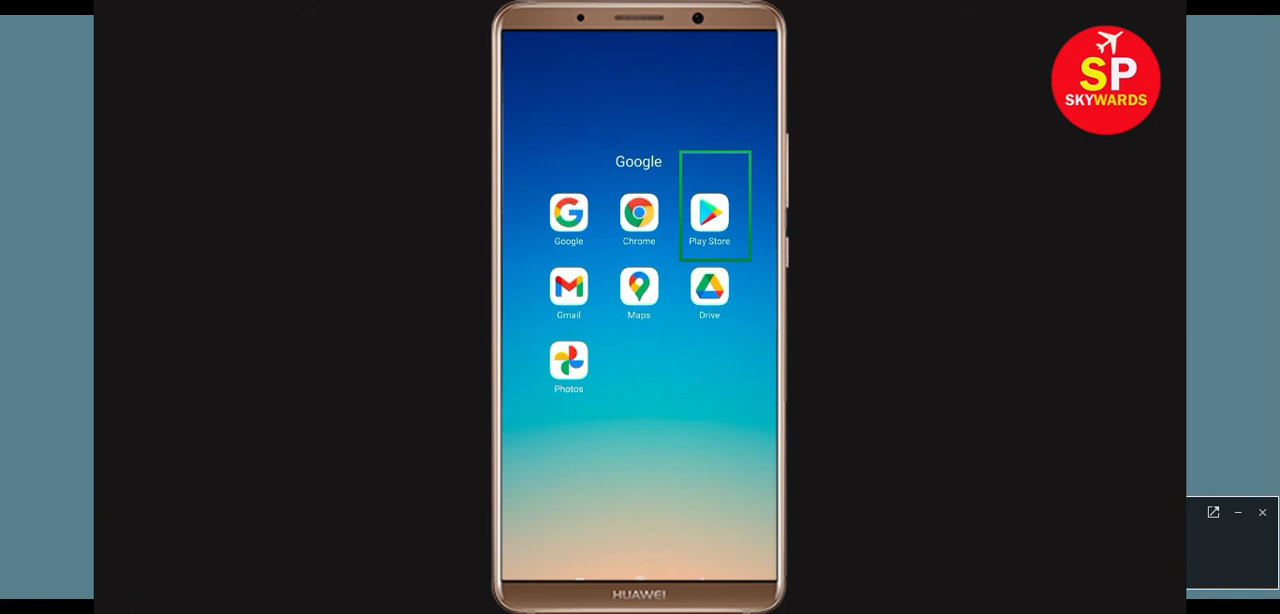 SP
SKYWARDS
Google
Google Chrome Play Store
Gmail Maps Drive
Photos
HUAWEI